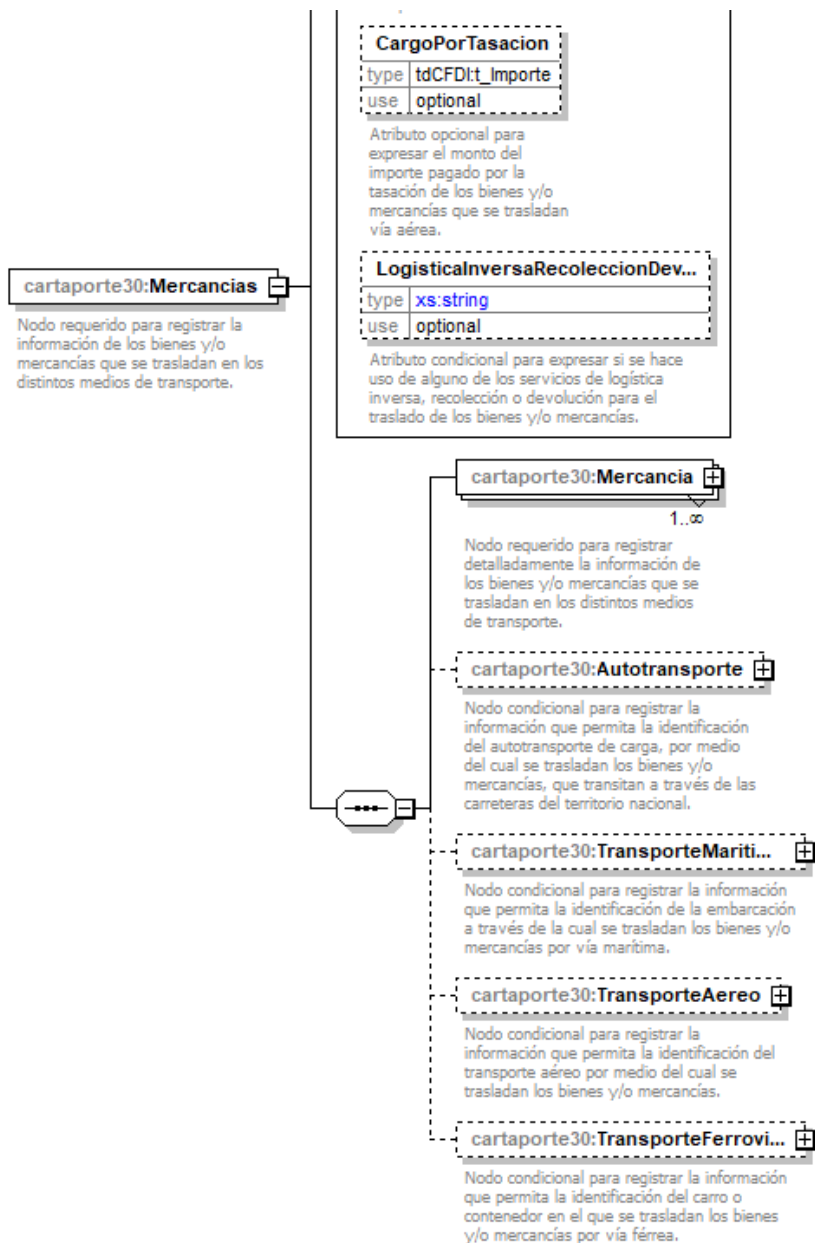 CargoPorTasacion
type tdCFDI:t_Importe
use optional
Atributo opcional para
expresar el monto del
importe pagado por la
tasación de los bienes y/o
mercancías que se trasladan
vía aérea.
cartaporte30:Mercancias
Nodo requerido para registrar la
información de los bienes y/o
mercancías que se trasladan en los
distintos medios de transporte.
LogisticaInversaRecoleccionDev...
type xs:string
use optional
Atributo condicional para expresar si se hace
uso de alguno de los servicios de logística
inversa, recolección o devolución para el
traslado de los bienes y/o mercancías.
cartaporte30:Mercancia
1..∞
Nodo requerido para registrar
detalladamente la información de
los bienes y/o mercancías que se
trasladan en los distintos medios
de transporte.
cartaporte30:Autotransporte
Nodo condicional para registrar la
información que permita la identificación
del autotransporte de carga, por medio
del cual se trasladan los bienes y/o
mercancías, que transitan a través de las
carreteras del territorio nacional.
cartaporte30:TransporteMariti...
Nodo condicional para registrar la información
que permita la identificación de la embarcación
a través de la cual se trasladan los bienes y/o
mercancías por vía marítima.
cartaporte30:TransporteAereo
Nodo condicional para registrar la
información que permita la identificación del
transporte aéreo por medio del cual se
trasladan los bienes y/o mercancías.
cartaporte30:TransporteFerrovi...
Nodo condicional para registrar la información
que permita la identificación del carro o
contenedor en el que se trasladan los bienes
y/o mercancías por vía férrea.